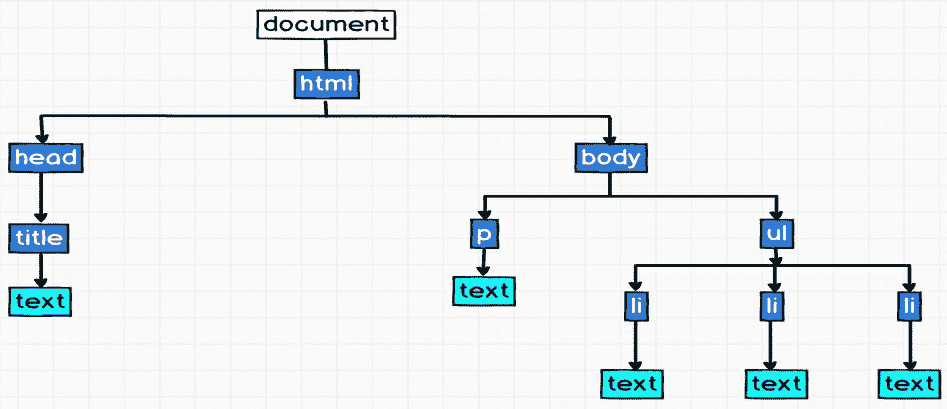 document
html
head
body
title
p
ul
text
text
li
li
li
text
text
text